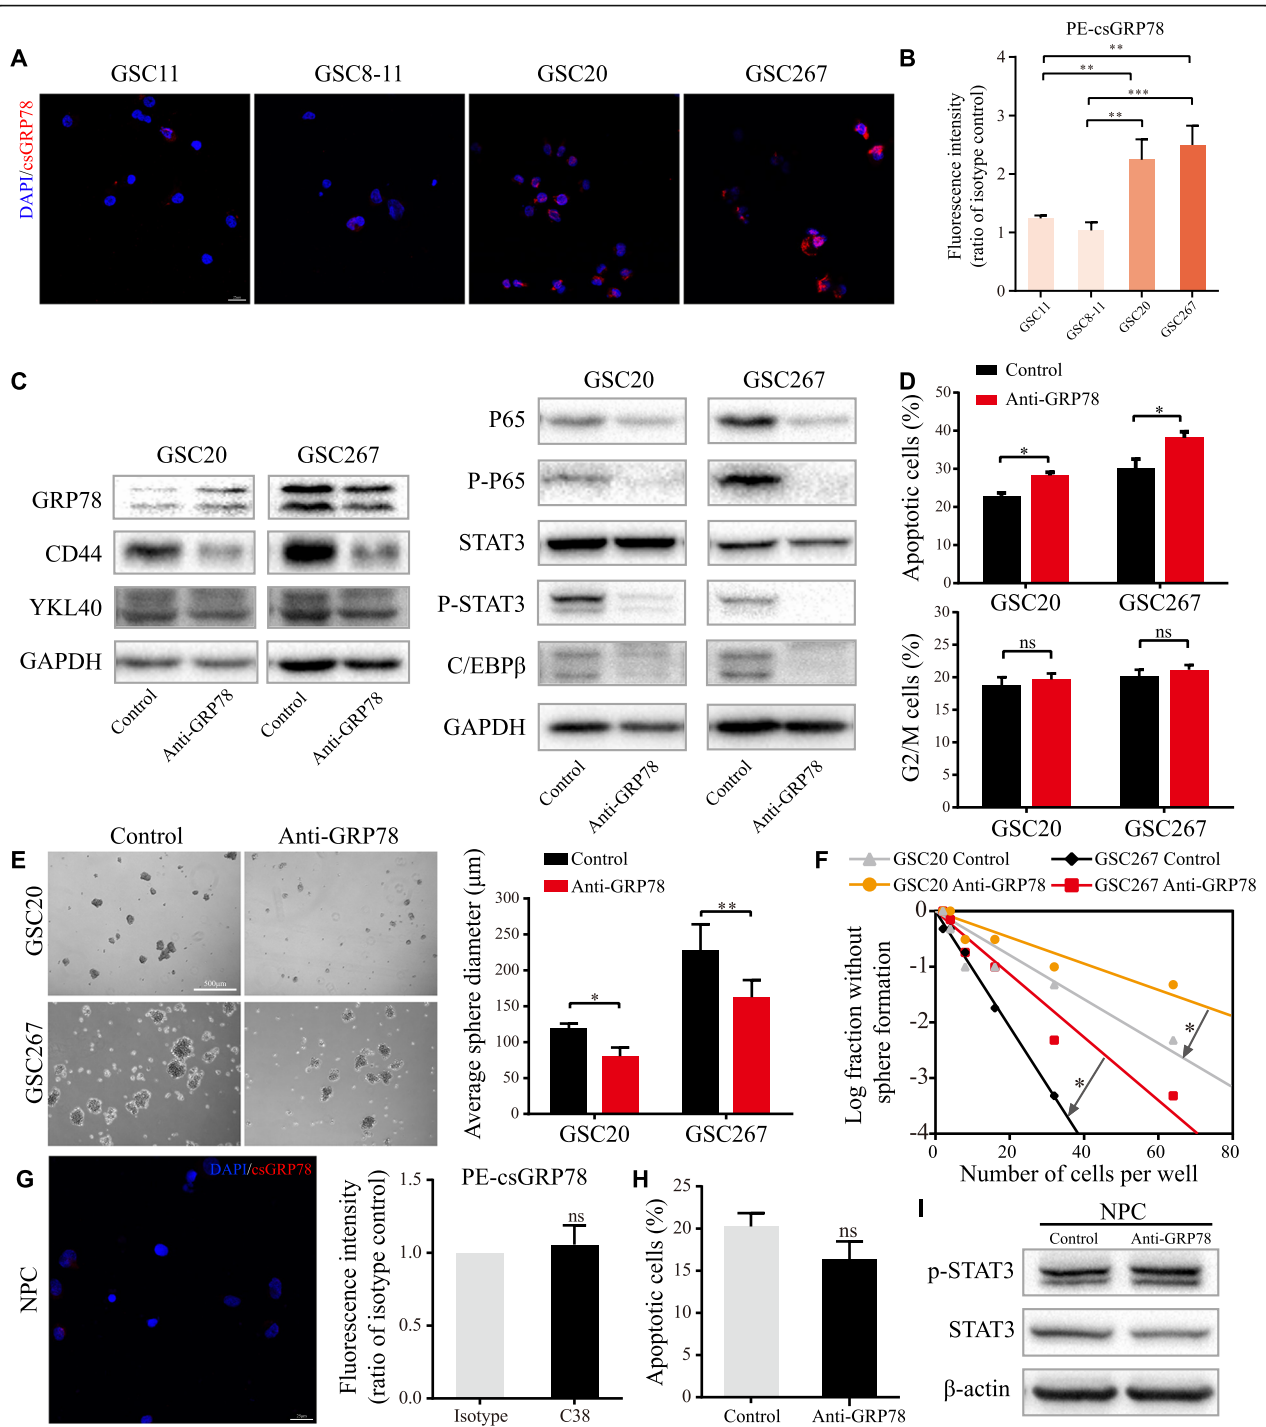 A
GSC11
GSC8-11
GSC20
GSC267
DAPI/csGRP78
B
PE-csGRP78
Fluorescence intensity
(ratio of isotype control)
4
3
2
1
0
**
**
***
**
GSC11
GSC8-11
GSC20
GSC267
C
GSC20
GSC267
GRP78
CD44
YKL40
GAPDH
Control
Anti-GRP78
Control
Anti-GRP78
GSC20
GSC267
P65
P-P65
STAT3
P-STAT3
C/EBPβ
GAPDH
Control
Anti-GRP78
Control
Anti-GRP78
D
Control
Anti-GRP78
Apoptotic cells (%)
50
40
30
20
10
0
*
*
GSC20
GSC267
G2/M cells (%)
30
25
20
15
10
5
0
ns
ns
GSC20
GSC267
E
Control
Anti-GRP78
GSC20
GSC267
500μm
Control
Anti-GRP78
Average sphere diameter (μm)
300
250
200
150
100
50
0
*
**
GSC20
GSC267
F
GSC20 Control
GSC267 Control
GSC20 Anti-GRP78
GSC267 Anti-GRP78
Log fraction without
sphere formation
0
-1
-2
-3
-4
*
*
0
20
40
60
80
Number of cells per well
G
DAPI/csGRP78
NPC
PE-csGRP78
Fluorescence intensity
(ratio of isotype control)
1.5
1.0
0.5
0.0
ns
Isotype
C38
H
Apoptotic cells (%)
25
20
15
10
5
0
ns
Control
Anti-GRP78
I
NPC
Control
Anti-GRP78
p-STAT3
STAT3
β-actin